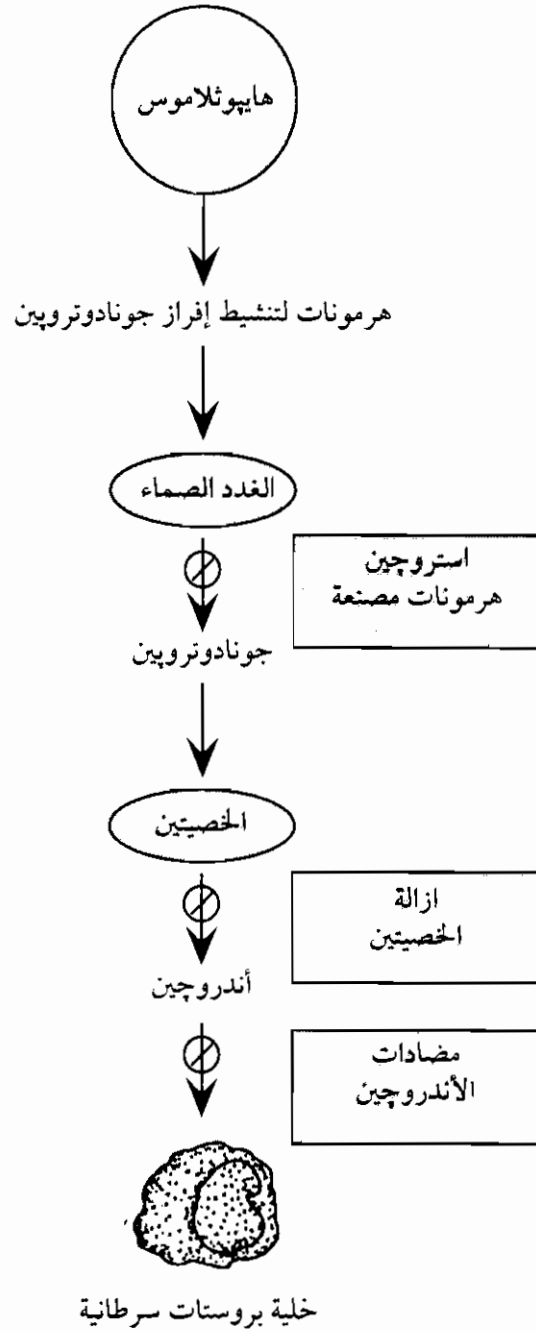 هايپوثلاموس
هرمونات لتنشيط إفراز جونادوتروپين
الغدد الصماء
استروچين
هرمونات مصنعة
جونادوتروپين
الخصيتين
ازالة
الخصيتين
أندروچين
مضادات
الأندروچين
خلية بروستات سرطانية